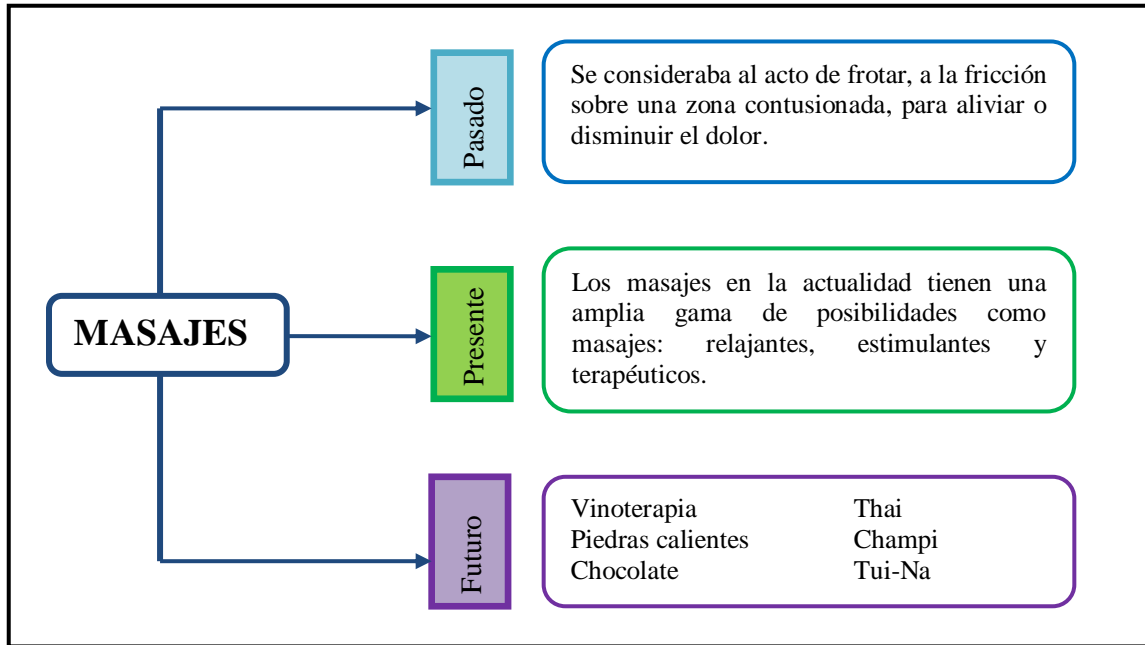 MASAJES
Pasado
Se consideraba al acto de frotar, a la fricción
sobre una zona contusionada, para aliviar o
disminuir el dolor.
Presente
Los masajes en la actualidad tienen una
amplia gama de posibilidades como
masajes: relajantes, estimulantes y
terapéuticos.
Futuro
Vinoterapia Thai
Piedras calientes Champi
Chocolate Tui-Na